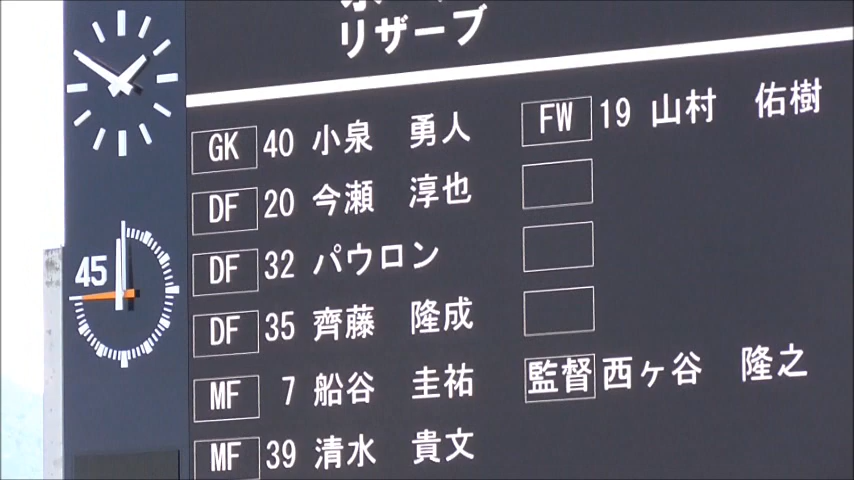 リザーブ
GK 40 小泉 勇人
DF 20 今瀬 淳也
DF 32 パウロン
DF 35 齊藤 隆成
MF 7 船谷 圭祐
MF 39 清水 貴文
FW 19 山村 佑樹
監督 西ヶ谷 隆之
45